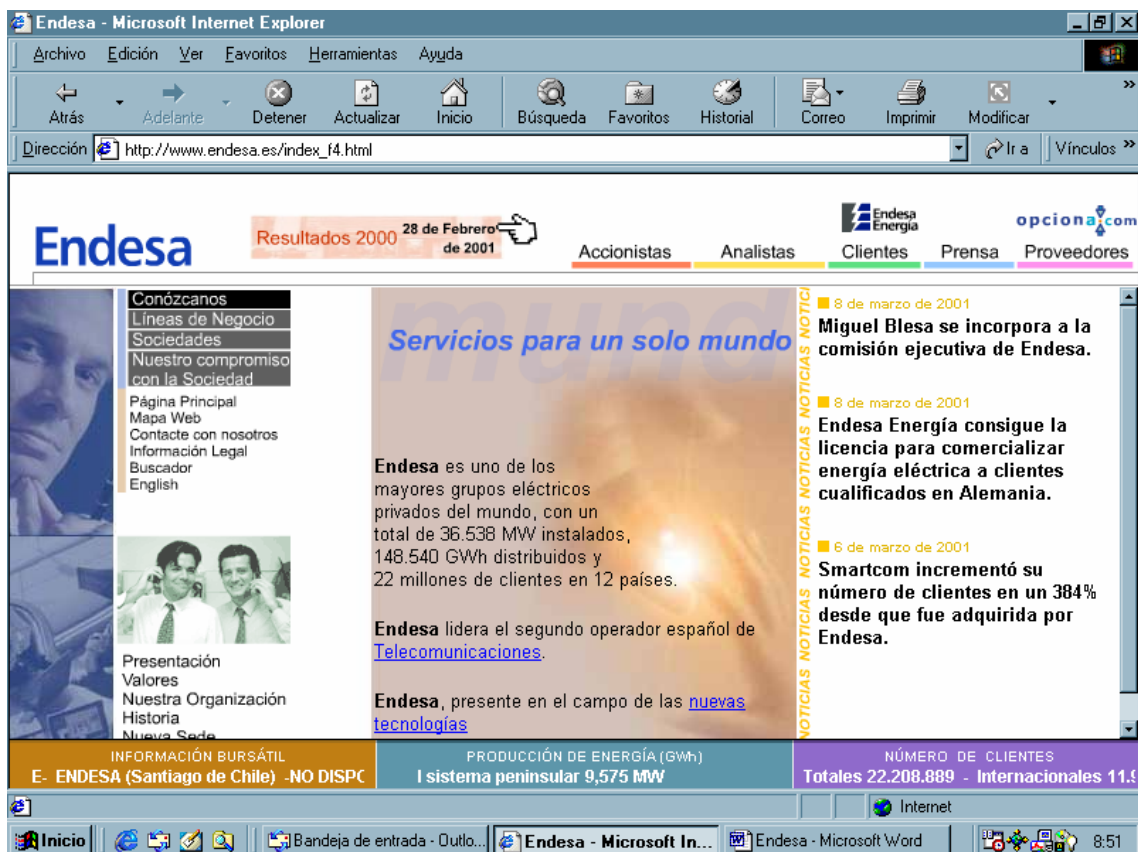 Endesa - Microsoft Internet Explorer
Archivo Edición Ver Favoritos Herramientas Ayuda
Atrás Adelante Detener Actualizar Inicio Búsqueda Favoritos Historial Correo Imprimir Modificar »
Dirección http://www.endesa.es/index_f4.html Ir a Vínculos »
Endesa
Resultados 2000
28 de Febrero
de 2001
Endesa
Energía
opciona.com
Accionistas Analistas Clientes Prensa Proveedores
Conózcanos
Líneas de Negocio
Sociedades
Nuestro compromiso
con la Sociedad
Página Principal
Mapa Web
Contacte con nosotros
Información Legal
Buscador
English
Presentación
Valores
Nuestra Organización
Historia
Nueva Sede
mund
Servicios para un solo mundo
Endesa es uno de los
mayores grupos eléctricos
privados del mundo, con un
total de 36.538 MW instalados,
148.540 GWh distribuidos y
22 millones de clientes en 12 países.
Endesa lidera el segundo operador español de
Telecomunicaciones.
Endesa, presente en el campo de las nuevas
tecnologías
NOTICIAS NOTICIAS NOTICIAS NOTICIAS NOTICI
8 de marzo de 2001
Miguel Blesa se incorpora a la
comisión ejecutiva de Endesa.
8 de marzo de 2001
Endesa Energía consigue la
licencia para comercializar
energía eléctrica a clientes
cualificados en Alemania.
6 de marzo de 2001
Smartcom incrementó su
número de clientes en un 384%
desde que fue adquirida por
Endesa.
INFORMACIÓN BURSÁTIL
E- ENDESA (Santiago de Chile) -NO DISPC
PRODUCCIÓN DE ENERGÍA (GWh)
l sistema peninsular 9,575 MW
NÚMERO DE CLIENTES
Totales 22.208.889 - Internacionales 11.9
Internet
Inicio Bandeja de entrada - Outlo... Endesa - Microsoft In... Endesa - Microsoft Word 8:51